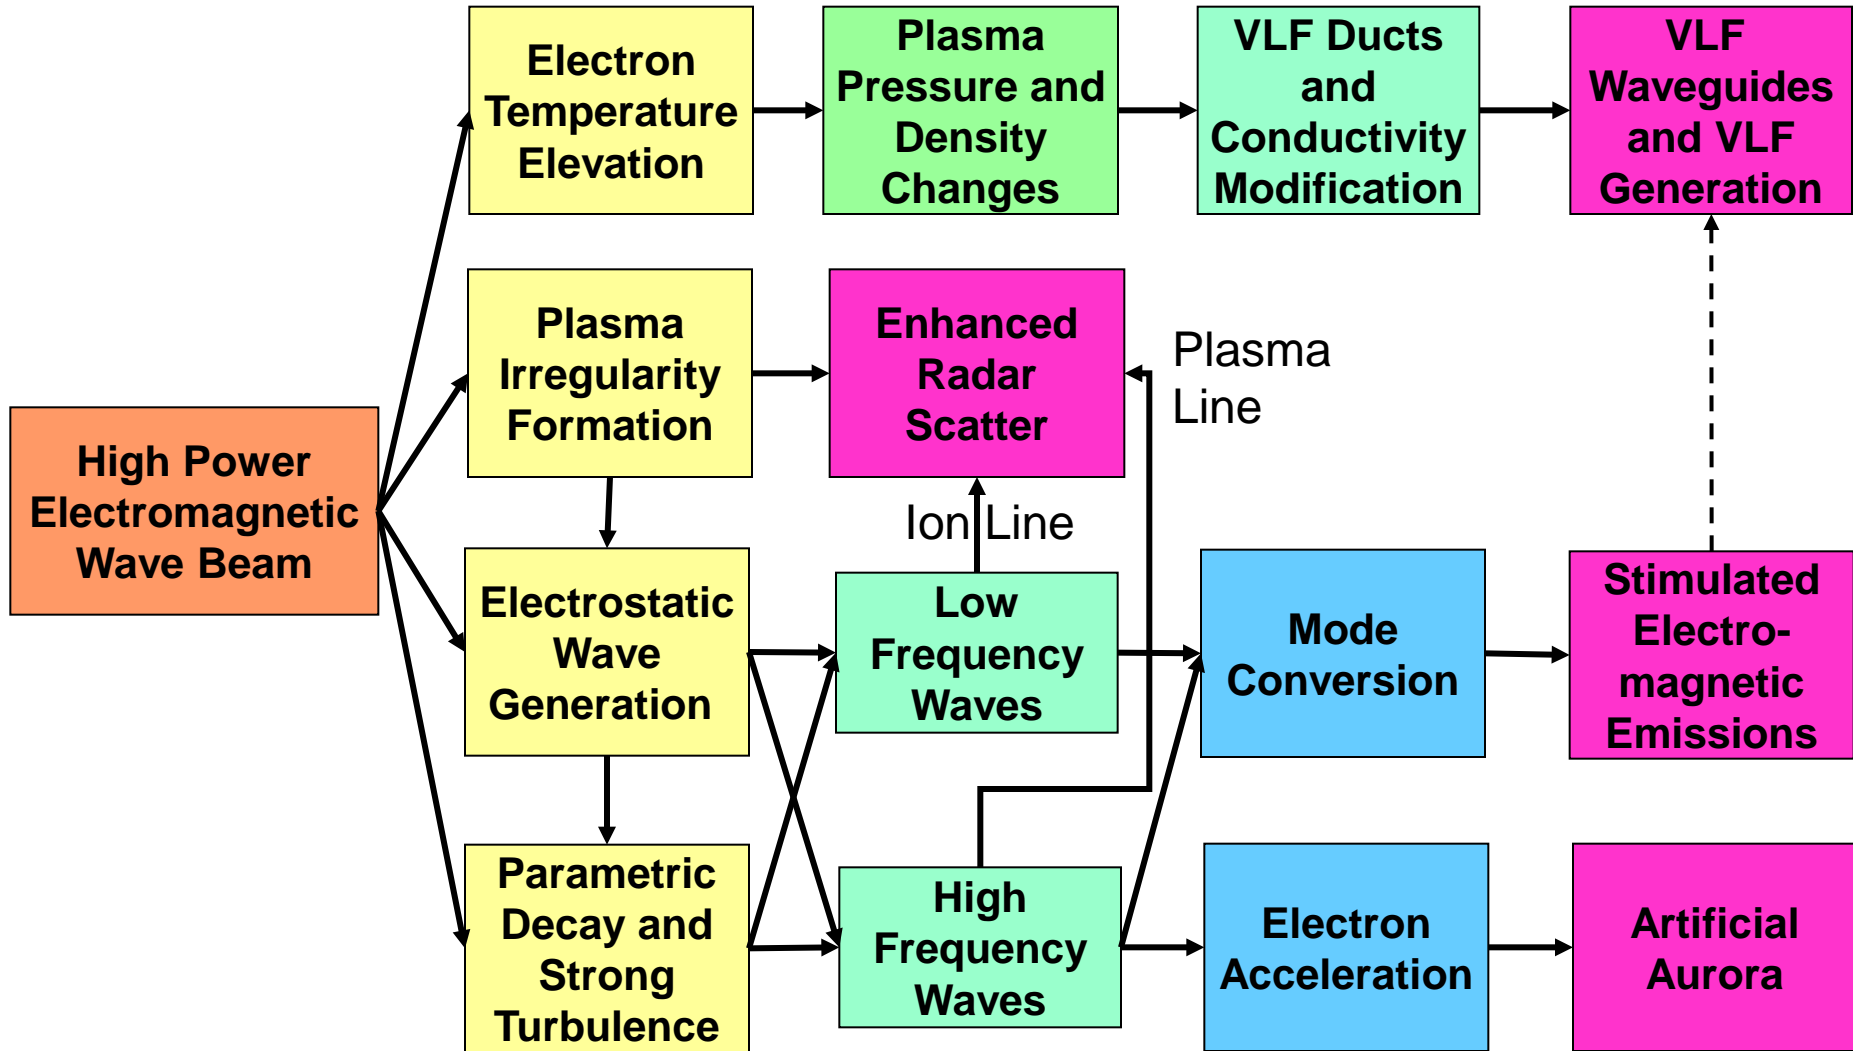 Electron
Temperature
Elevation
Plasma
Pressure and
Density
Changes
VLF Ducts
and
Conductivity
Modification
VLF
Waveguides
and VLF
Generation
Plasma
Irregularity
Formation
Enhanced
Radar
Scatter
Plasma
Line
High Power
Electromagnetic
Wave Beam
Ion Line
Electrostatic
Wave
Generation
Low
Frequency
Waves
Mode
Conversion
Stimulated
Electro-
magnetic
Emissions
Parametric
Decay and
Strong
Turbulence
High
Frequency
Waves
Electron
Acceleration
Artificial
Aurora